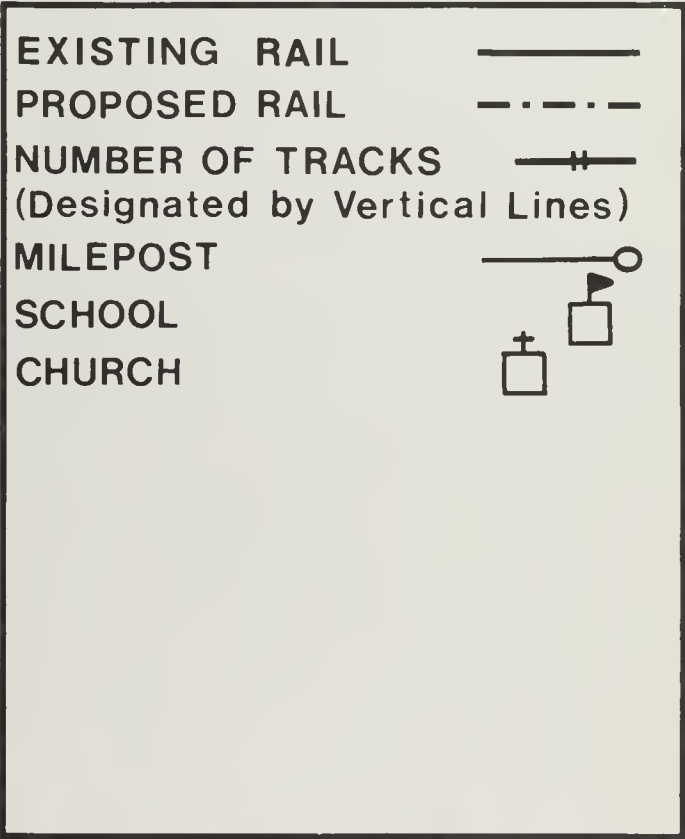 EXISTING RAIL
PROPOSED RAIL
NUMBER OF TRACKS
(Designated by Vertical Lines)
MILEPOST
SCHOOL
CHURCH